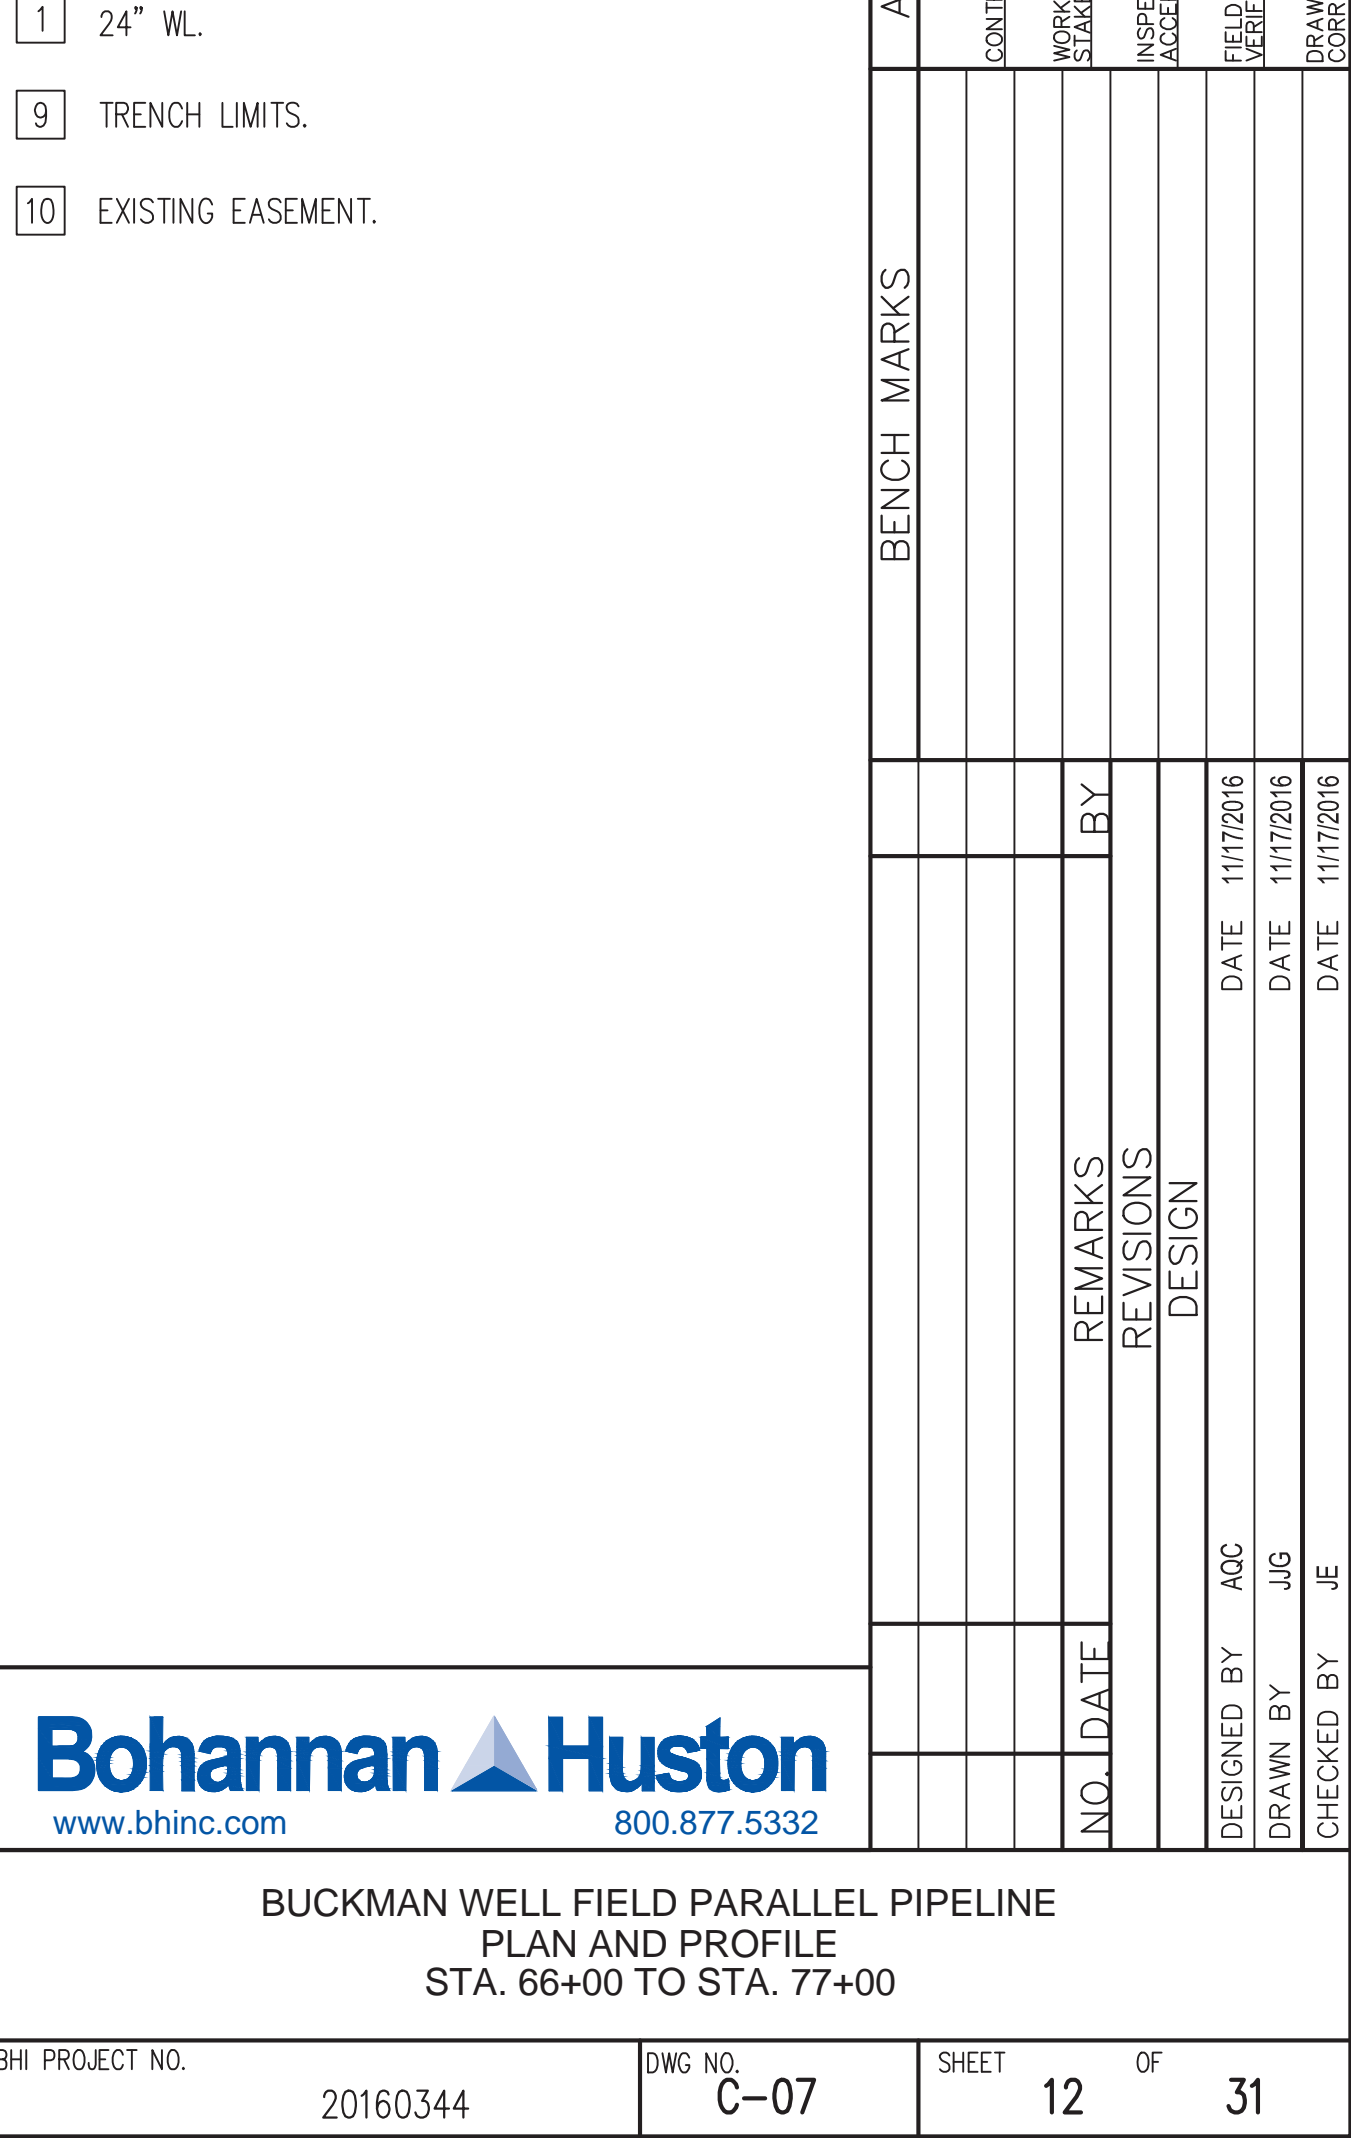 1 24" WL.
9 TRENCH LIMITS.
10 EXISTING EASEMENT.
BENCH MARKS
NO. DATE REMARKS BY
REVISIONS
DESIGN
DESIGNED BY AQC DATE 11/17/2016
DRAWN BY JJG DATE 11/17/2016
CHECKED BY JE DATE 11/17/2016
Bohannan Huston
www.bhinc.com 800.877.5332
BUCKMAN WELL FIELD PARALLEL PIPELINE
PLAN AND PROFILE
STA. 66+00 TO STA. 77+00
BHI PROJECT NO. DWG NO. SHEET OF
20160344 C-07 12 31